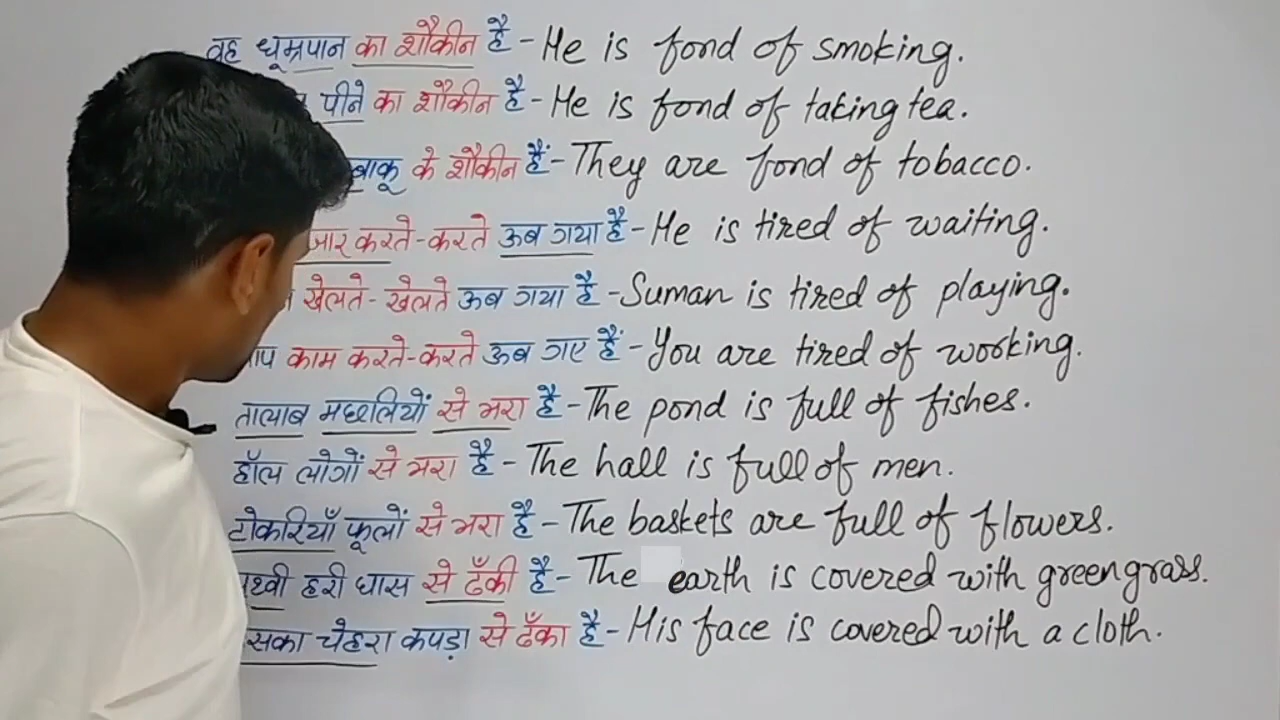 वह धूम्रपान का शौकीन है - He is fond of smoking.
पीने का शौकीन है - He is fond of taking tea.
के शौकीन हैं - They are fond of tobacco.
करते-करते ऊब गया है - He is tired of waiting.
खेलते-खेलते ऊब गया है - Suman is tired of playing.
काम करते-करते ऊब गए हैं - You are tired of working.
तालाब मछलियों से भरा है - The pond is full of fishes.
हॉल लोगों से भरा है - The hall is full of men.
टोकरियाँ फूलों से भरा है - The baskets are full of flowers.
हरी घास से ढँकी है - The earth is covered with green grass.
चेहरा कपड़ा से ढँका है - His face is covered with a cloth.